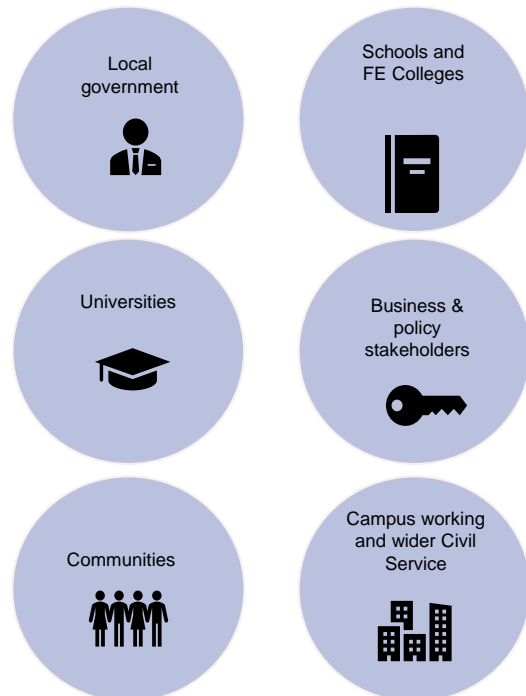 Local
government
Schools and
FE Colleges
Universities
Business &
policy
stakeholders
Communities
Campus working
and wider Civil
Service